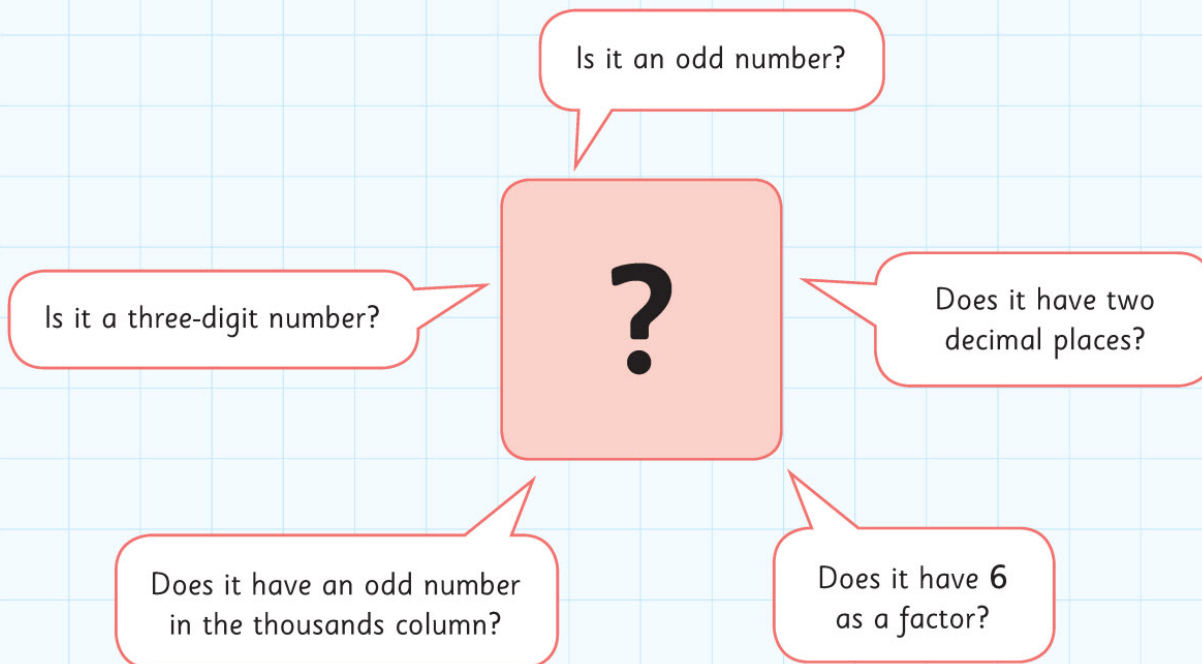 Is it an odd number?
Is it a three-digit number?
?
Does it have two
decimal places?
Does it have an odd number
in the thousands column?
Does it have 6
as a factor?